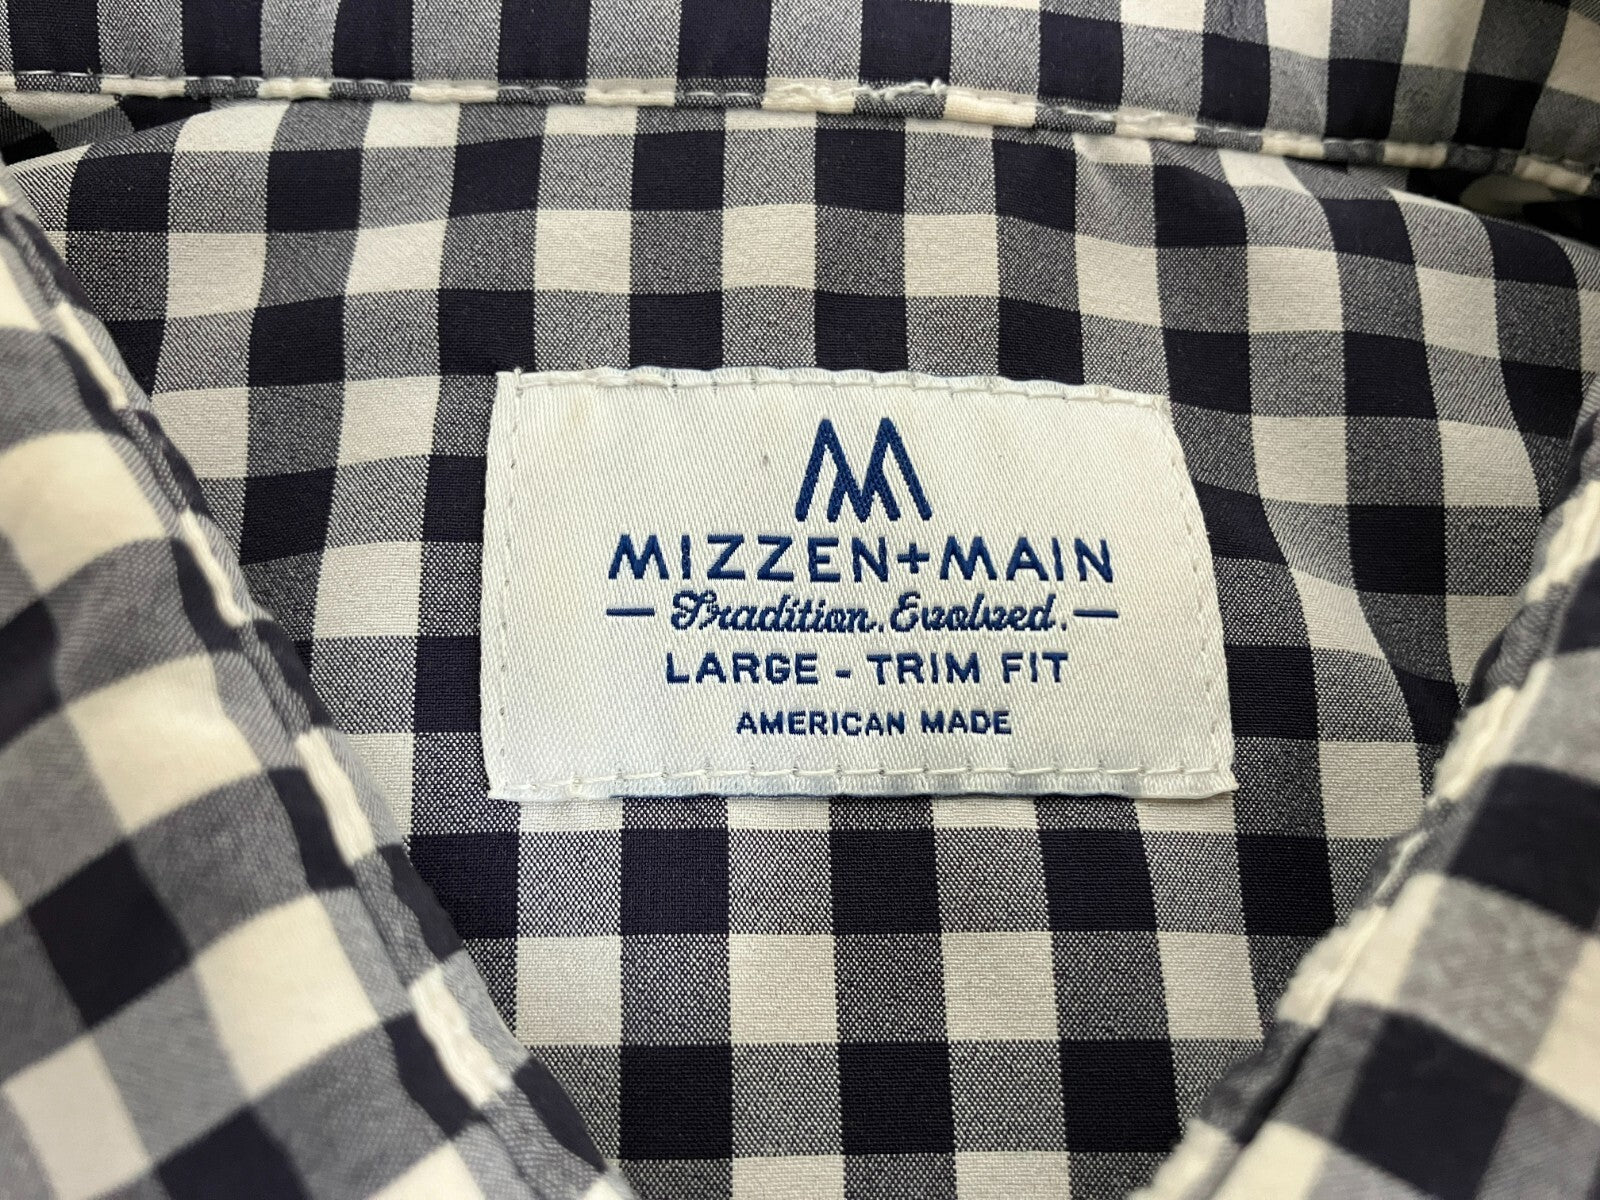 MIZZEN+MAIN
— Tradition. Evolved. —
LARGE - TRIM FIT
AMERICAN MADE